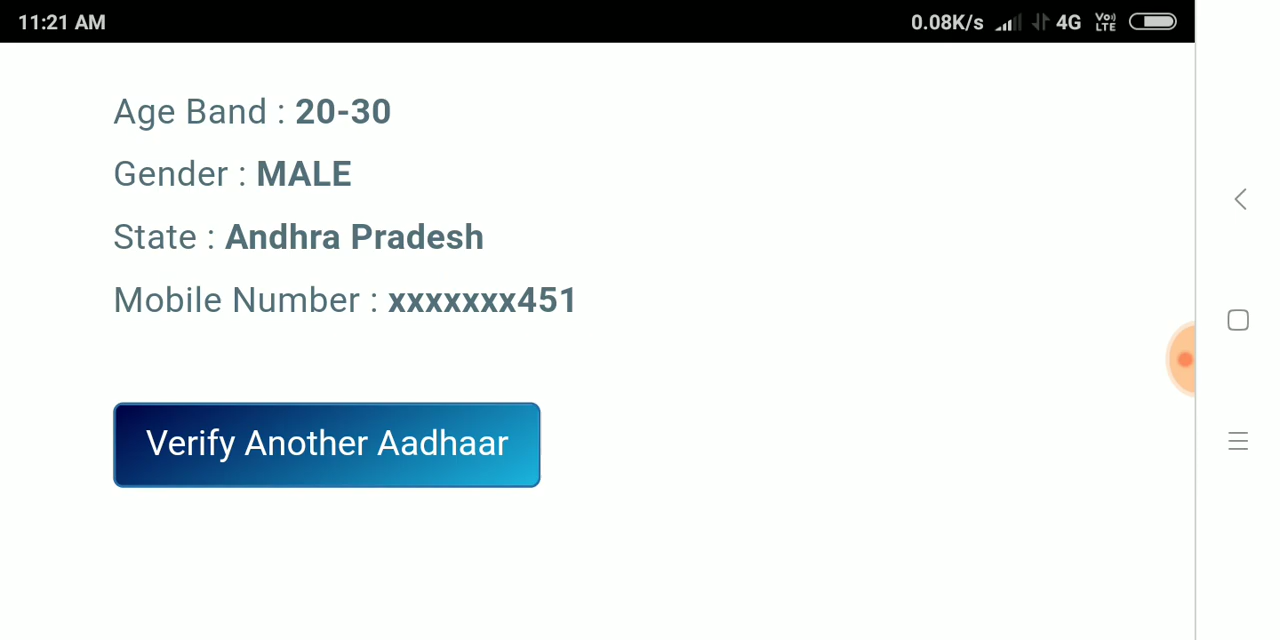 11:21 AM 0.08K/s 4G Vo) LTE
Age Band : 20-30
Gender : MALE
State : Andhra Pradesh
Mobile Number : xxxxxxx451
Verify Another Aadhaar